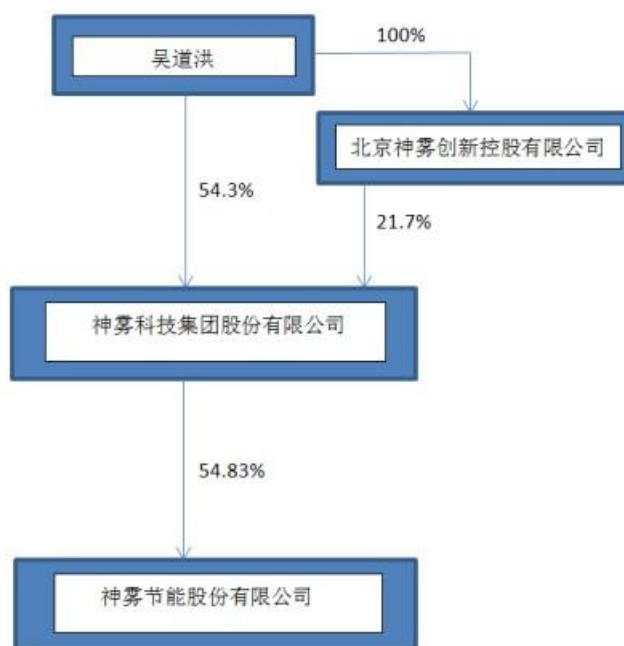 吴道洪
100%
北京神雾创新控股有限公司
54.3%
21.7%
神雾科技集团股份有限公司
54.83%
神雾节能股份有限公司